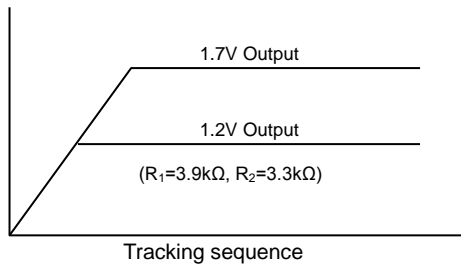 1.7V Output
1.2V Output
(R₁=3.9kΩ, R₂=3.3kΩ)
Tracking sequence